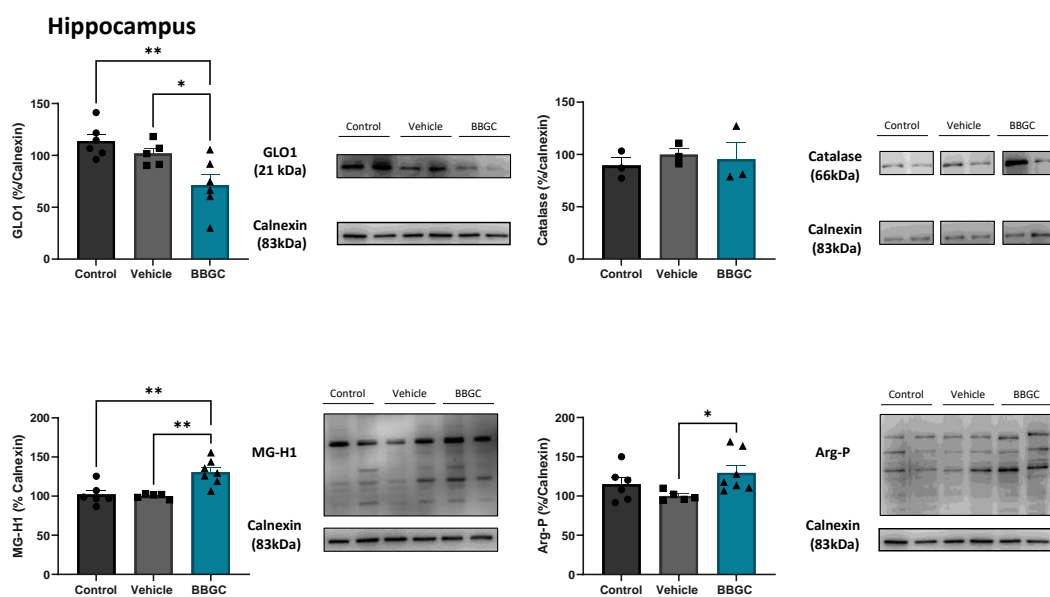 Hippocampus
**
*
GLO1 (%/Calnexin)
150
100
50
0
Control Vehicle BBGC
Control Vehicle BBGC
GLO1
(21 kDa)
Calnexin
(83kDa)
Catalase (%/calnexin)
150
100
50
0
Control Vehicle BBGC
Control Vehicle BBGC
Catalase
(66kDa)
Calnexin
(83kDa)
**
**
MG-H1 (% Calnexin)
200
150
100
50
0
Control Vehicle BBGC
Control Vehicle BBGC
MG-H1
Calnexin
(83kDa)
*
Arg-P (%/Calnexin)
200
150
100
50
0
Control Vehicle BBGC
Control Vehicle BBGC
Arg-P
Calnexin
(83kDa)